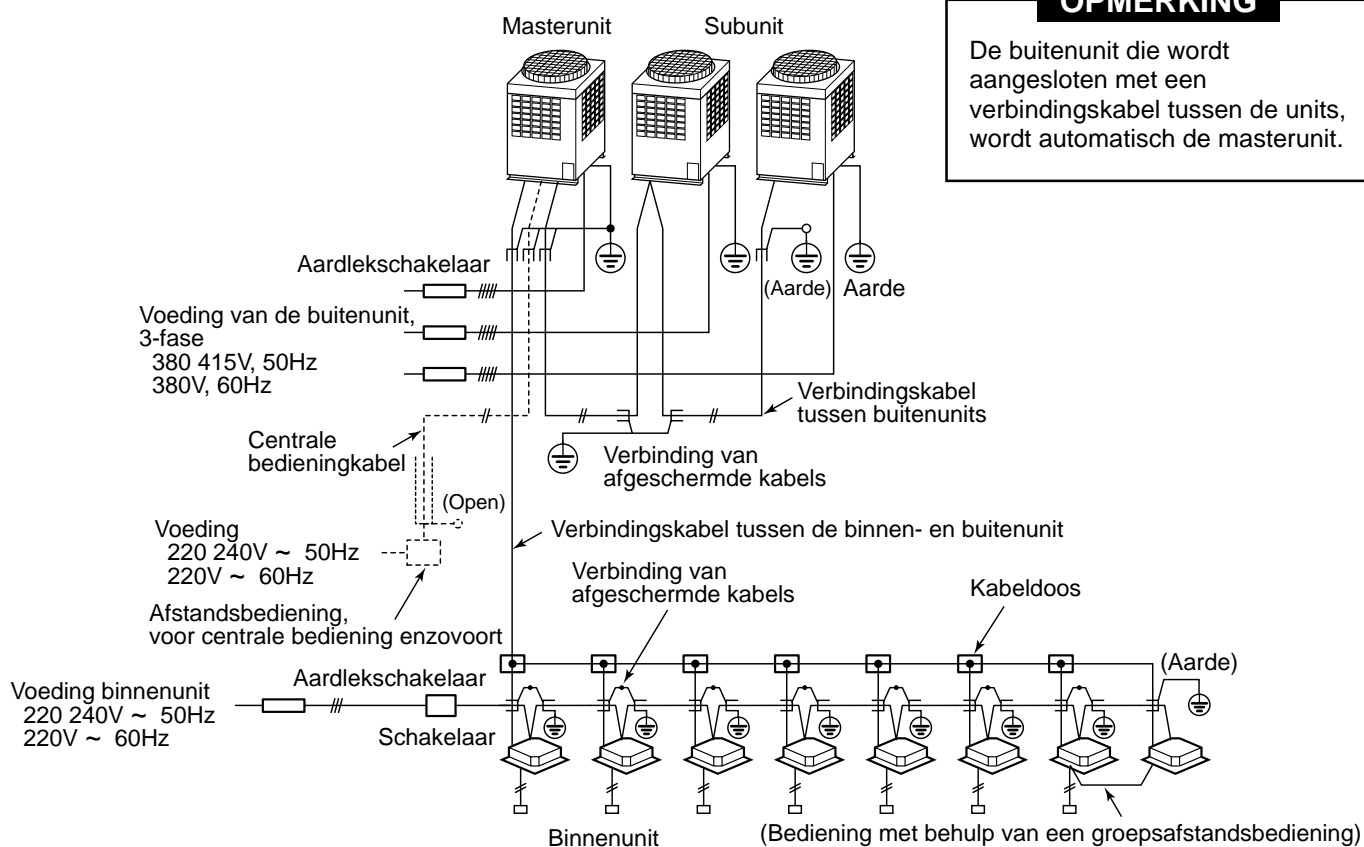 OPMERKING
De buitenunit die wordt
aangesloten met een
verbindingskabel tussen de units,
wordt automatisch de masterunit.
Masterunit
Subunit
Aardlekschakelaar
(Aarde)
Aarde
Voeding van de buitenunit,
3-fase
380 415V, 50Hz
380V, 60Hz
Verbindingskabel
tussen buitenunits
Centrale
bedieningkabel
Verbinding van
afgeschermde kabels
(Open)
Voeding
220 240V ~ 50Hz
220V ~ 60Hz
Verbindingskabel tussen de binnen- en buitenunit
Verbinding van
afgeschermde kabels
Kabeldoos
Afstandsbediening,
voor centrale bediening enzovoort
(Aarde)
Aardlekschakelaar
Voeding binnenunit
220 240V ~ 50Hz
220V ~ 60Hz
Schakelaar
Binnenunit
(Bediening met behulp van een groepsafstandsbediening)